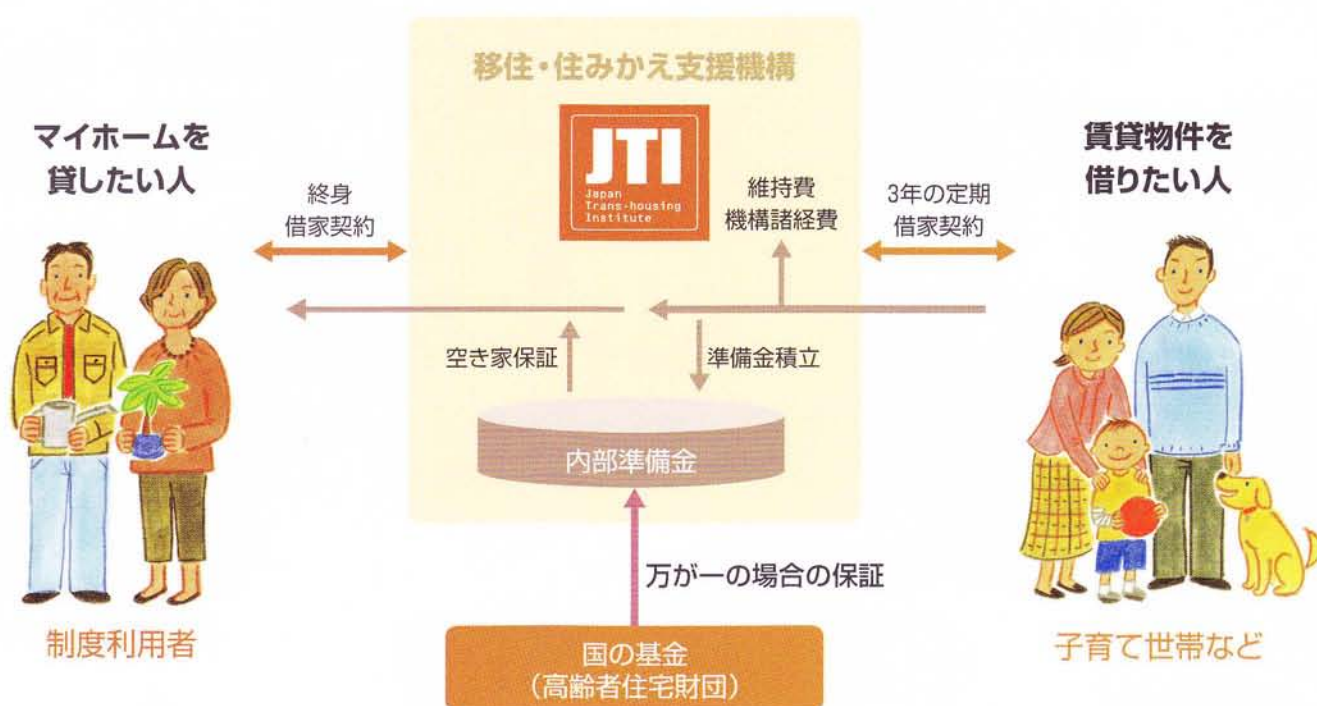 移住・住みかえ支援機構
JTI
Japan
Trans-housing
Institute
マイホームを
貸したい人
賃貸物件を
借りたい人
終身
借家契約
維持費
機構諸経費
3年の定期
借家契約
空き家保証
準備金積立
内部準備金
万が一の場合の保証
制度利用者
国の基金
（高齢者住宅財団）
子育て世帯など